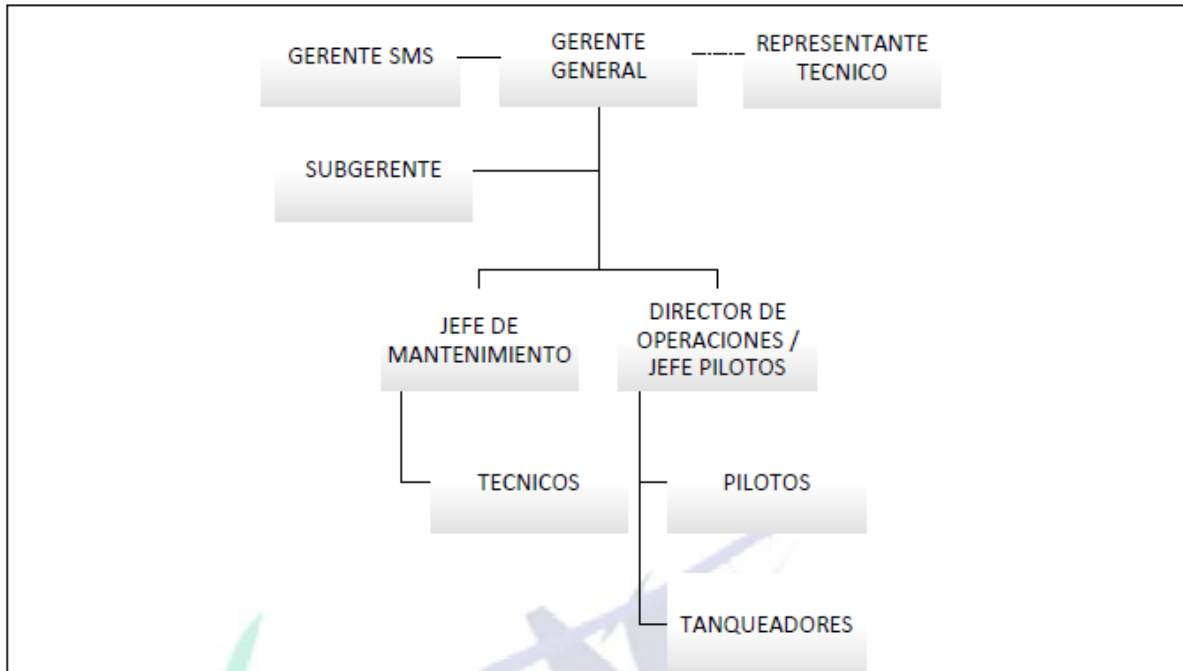 GERENTE SMS
GERENTE
GENERAL
REPRESENTANTE
TECNICO
SUBGERENTE
JEFE DE
MANTENIMIENTO
DIRECTOR DE
OPERACIONES /
JEFE PILOTOS
TECNICOS
PILOTOS
TANQUEADORES